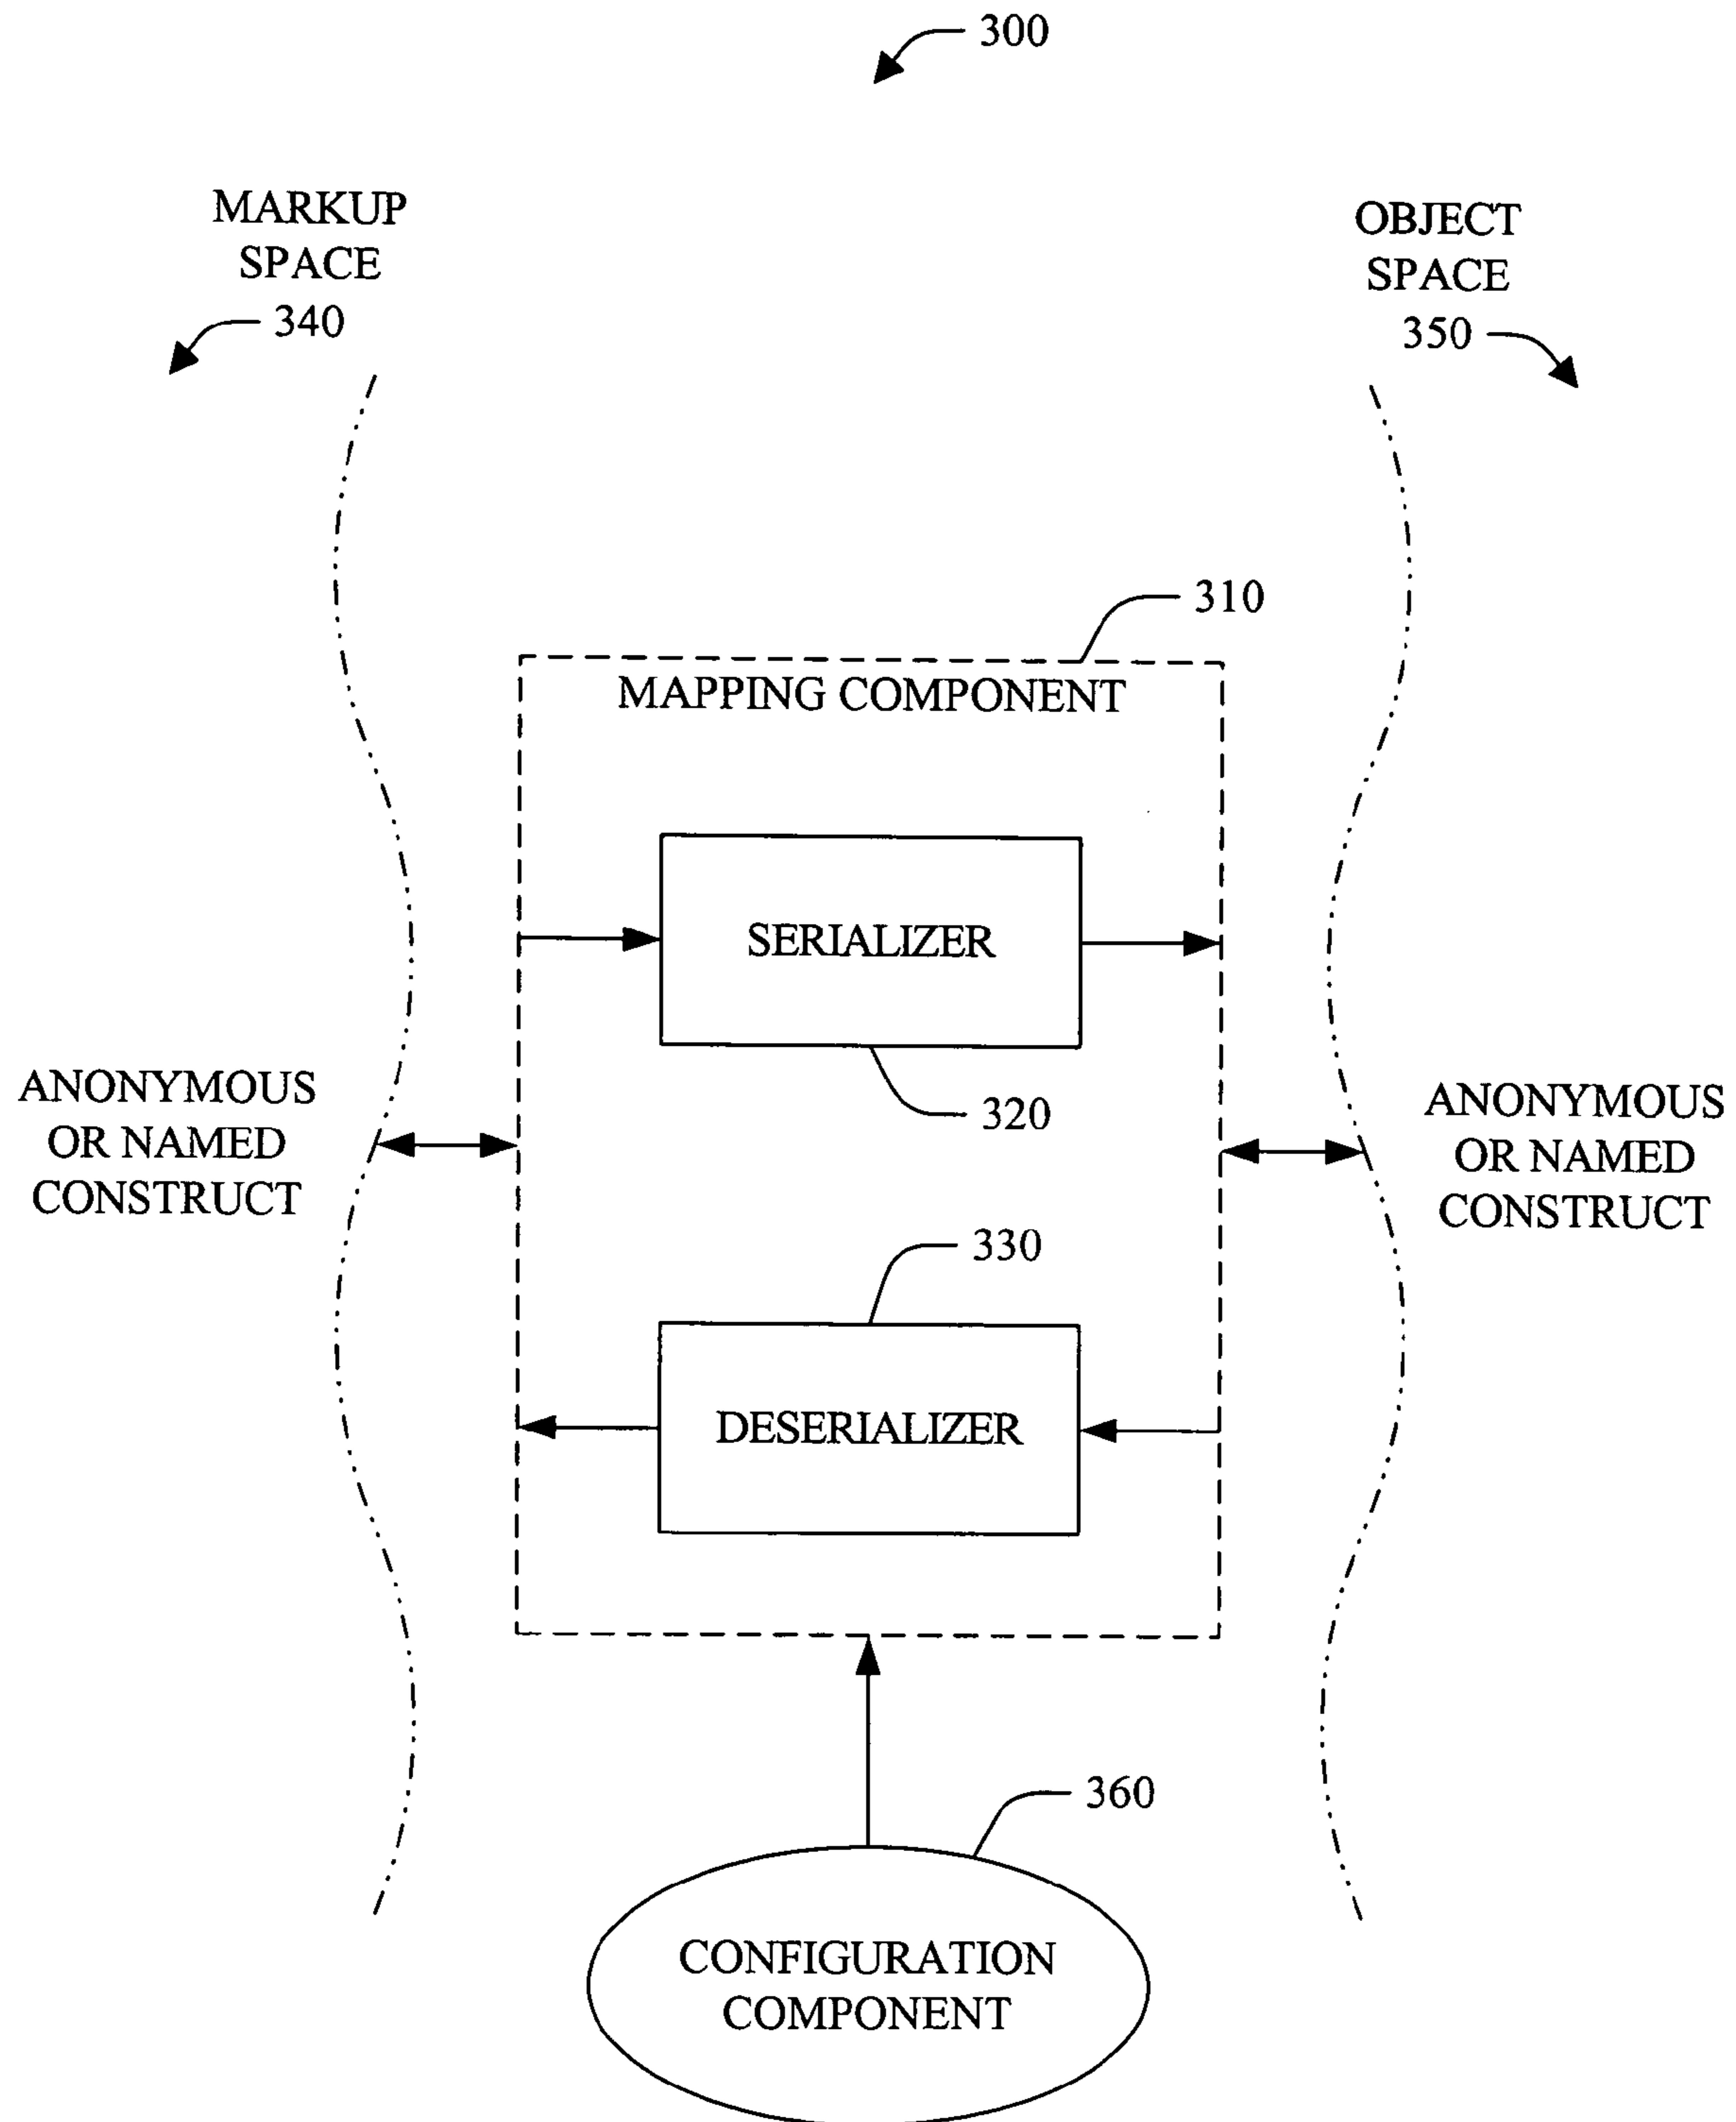 300
MARKUP
SPACE
340
OBJECT
SPACE
350
310
MAPPING COMPONENT
SERIALIZER
320
ANONYMOUS
OR NAMED
CONSTRUCT
ANONYMOUS
OR NAMED
CONSTRUCT
330
DESERIALIZER
360
CONFIGURATION
COMPONENT